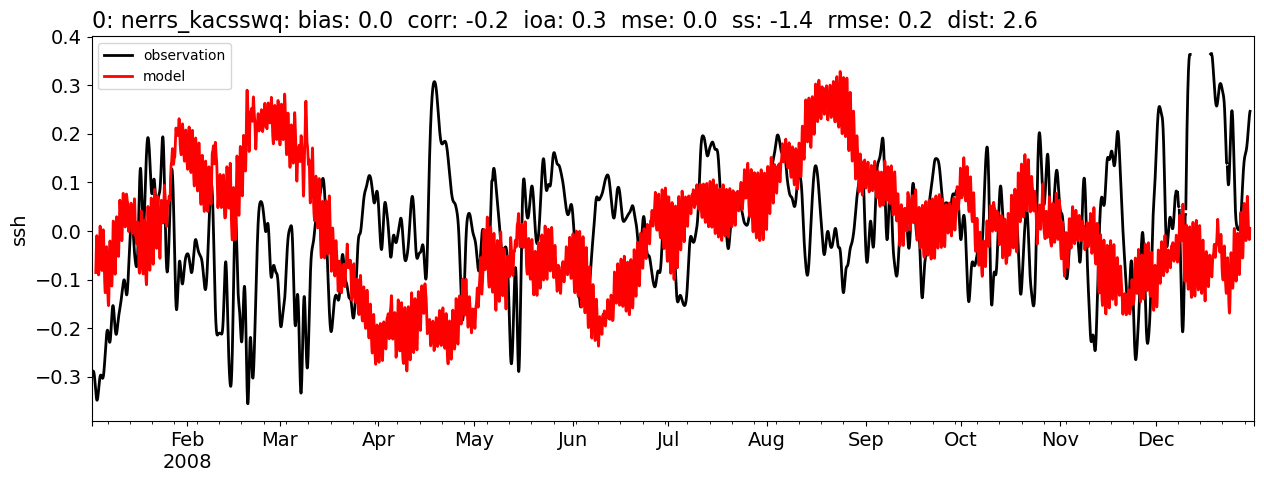 0: nerrs_kacsswq: bias: 0.0  corr: -0.2  ioa: 0.3  mse: 0.0  ss: -1.4  rmse: 0.2  dist: 2.6
observation
model
ssh
0.4
0.3
0.2
0.1
0.0
−0.1
−0.2
−0.3
Feb Mar Apr May Jun Jul Aug Sep Oct Nov Dec
2008